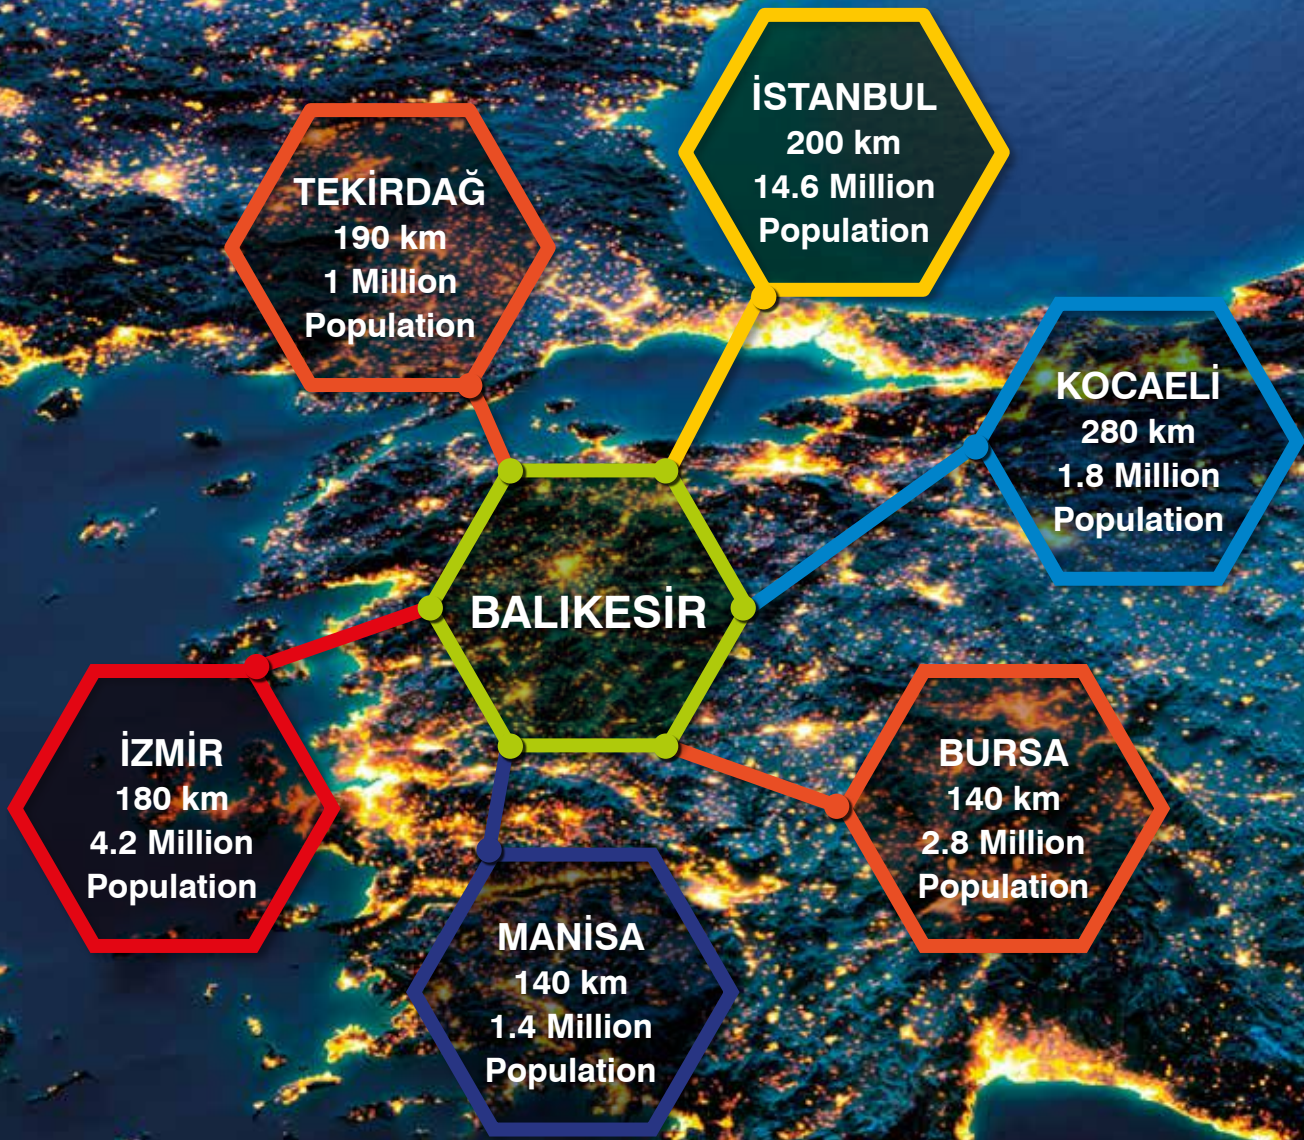 İSTANBUL
200 km
14.6 Million
Population
TEKİRDAĞ
190 km
1 Million
Population
KOCAELİ
280 km
1.8 Million
Population
BALIKESİR
İZMİR
180 km
4.2 Million
Population
BURSA
140 km
2.8 Million
Population
MANİSA
140 km
1.4 Million
Population